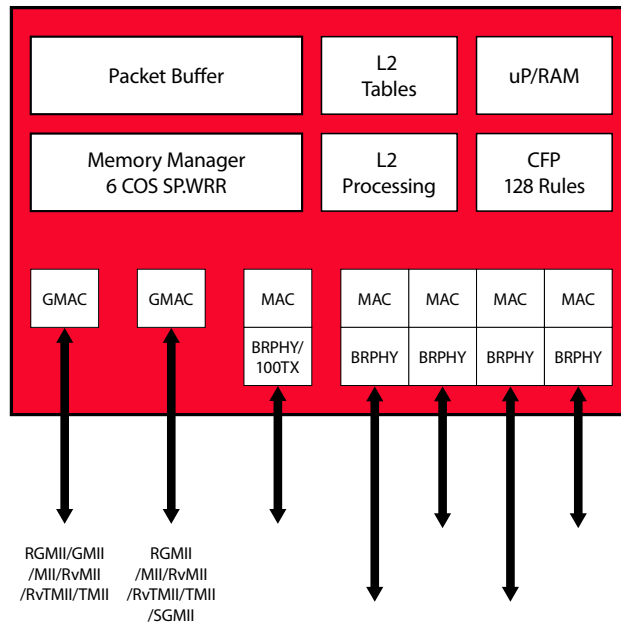 Packet Buffer
L2
Tables
uP/RAM
Memory Manager
6 COS SP.WRR
L2
Processing
CFP
128 Rules
GMAC
GMAC
MAC
MAC
MAC
MAC
MAC
BRPHY/
100TX
BRPHY
BRPHY
BRPHY
BRPHY
RGMII/GMII
/MII/RvMII
/RvTMII/TMII
RGMII
/MII/RvMII
/RvTMII/TMII
/SGMII